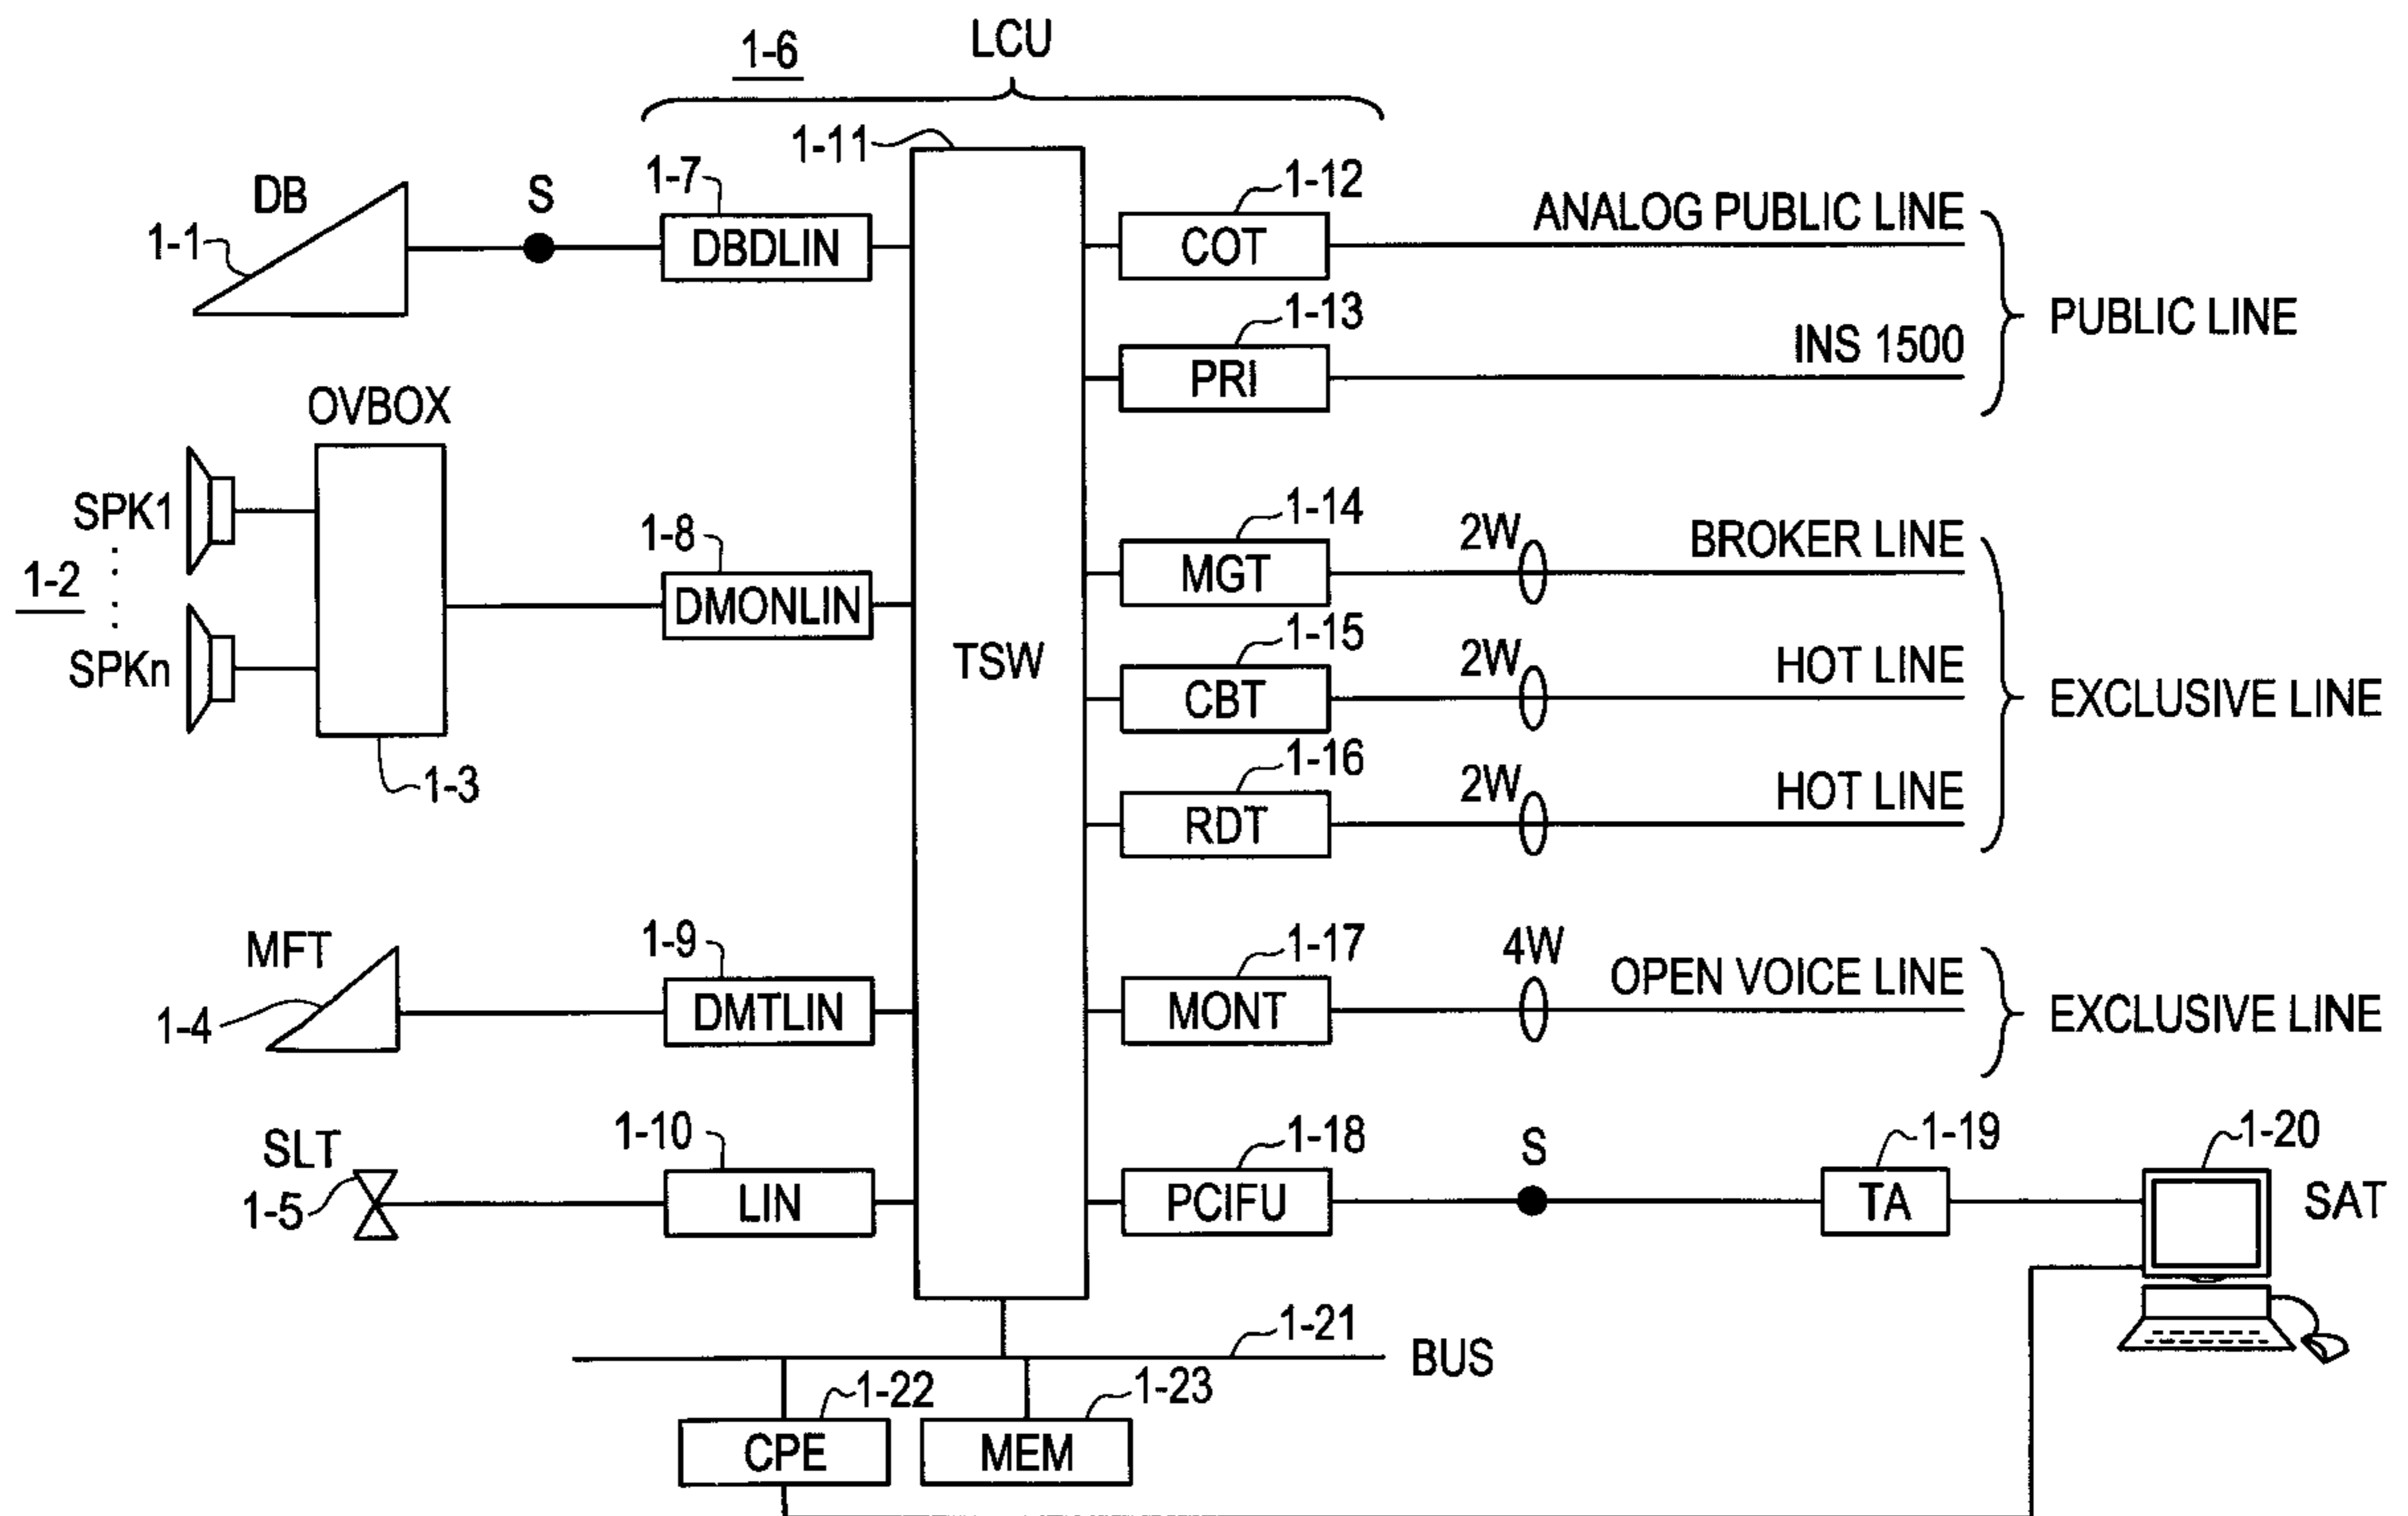 LCU
1-6
1-11
DB
S
1-7
1-1
DBDLIN
1-12
COT
ANALOG PUBLIC LINE
1-13
PRI
INS 1500
PUBLIC LINE
OVBOX
SPK1
1-2
SPKn
1-3
1-8
DMONLIN
TSW
1-14
MGT
2W
BROKER LINE
1-15
CBT
2W
HOT LINE
1-16
RDT
2W
HOT LINE
EXCLUSIVE LINE
MFT
1-4
1-9
DMTLIN
1-17
MONT
4W
OPEN VOICE LINE
EXCLUSIVE LINE
SLT
1-5
1-10
LIN
1-18
PCIFU
S
1-19
TA
1-20
SAT
1-21
BUS
1-22
CPE
1-23
MEM